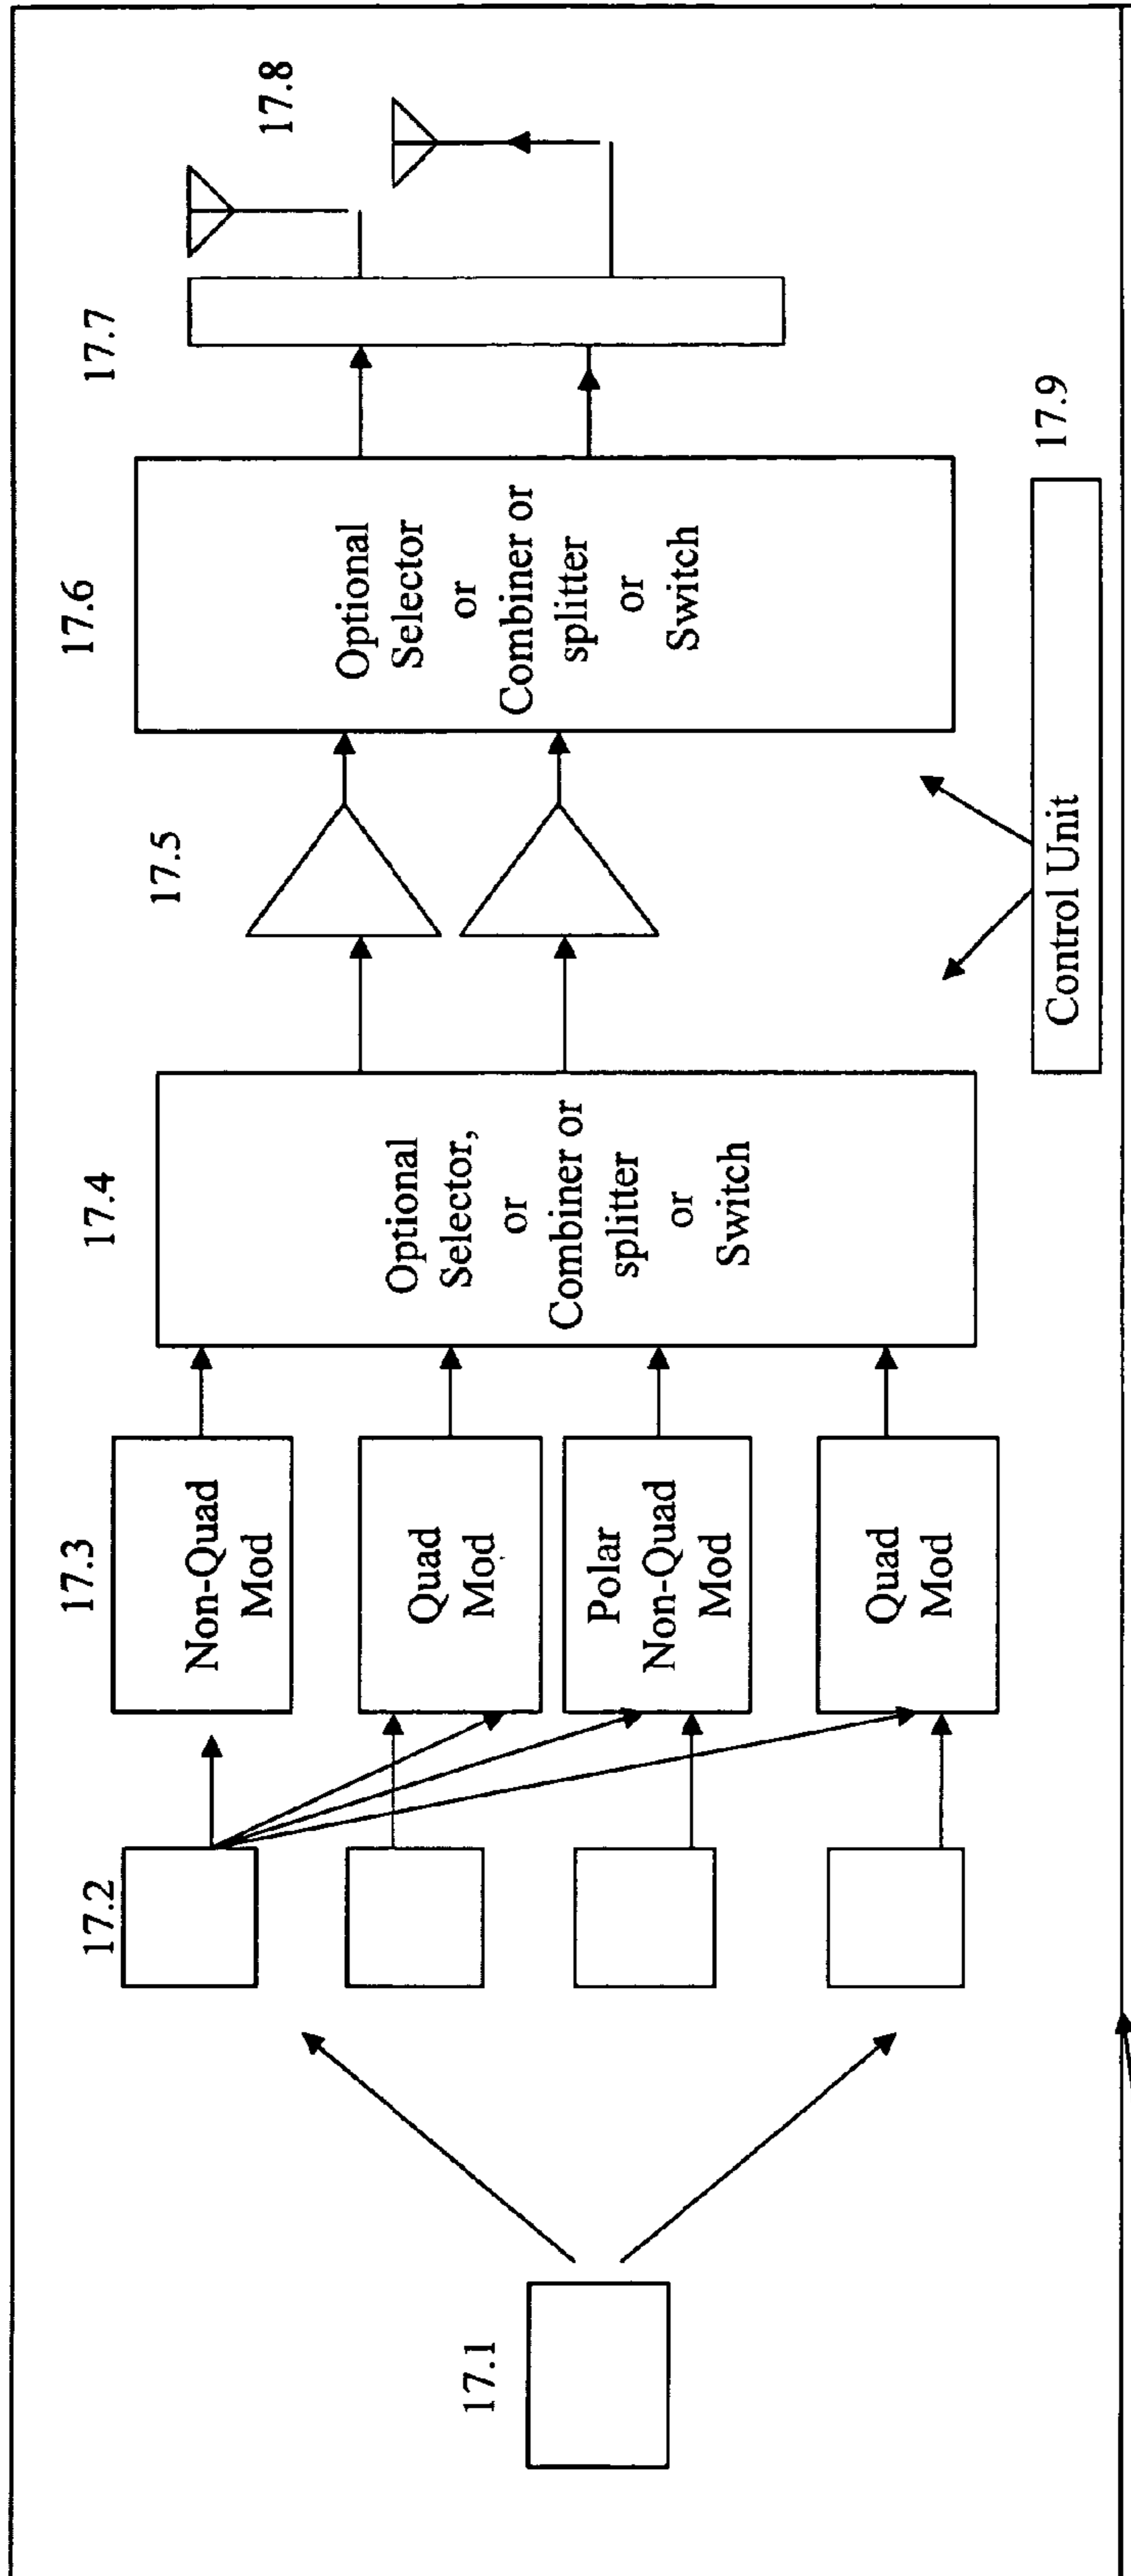 17.1
17.2
17.3
Non-Quad
Mod
Quad
Mod
Polar
Non-Quad
Mod
Quad
Mod
17.4
Optional
Selector,
or
Combiner or
splitter
or
Switch
17.5
17.6
Optional
Selector
or
Combiner or
splitter
or
Switch
17.7
17.8
Control Unit
17.9